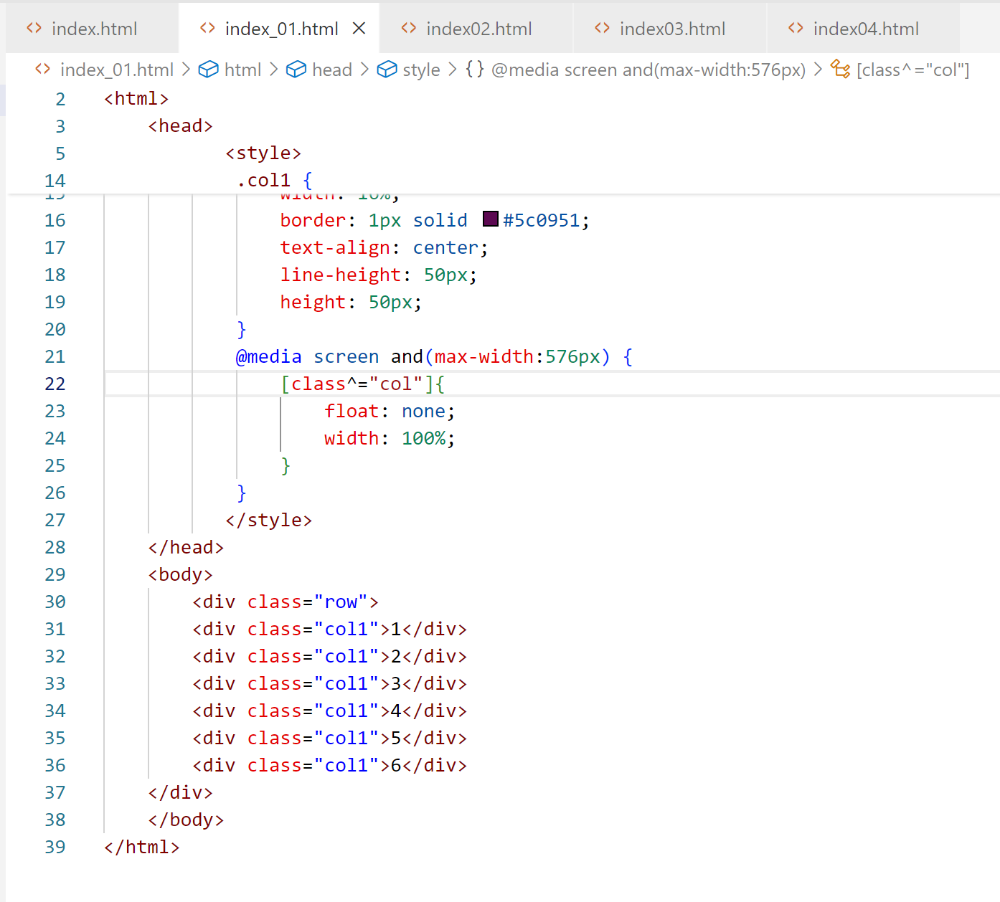 index.html index_01.html index02.html index03.html index04.html
index_01.html > html > head > style > {} @media screen and(max-width:576px) > [class^="col"]
2 <html>
3 <head>
5 <style>
14 .col1 {
16 border: 1px solid #5c0951;
17 text-align: center;
18 line-height: 50px;
19 height: 50px;
20 }
21 @media screen and(max-width:576px) {
22 [class^="col"]{
23 float: none;
24 width: 100%;
25 }
26 }
27 </style>
28 </head>
29 <body>
30 <div class="row">
31 <div class="col1">1</div>
32 <div class="col1">2</div>
33 <div class="col1">3</div>
34 <div class="col1">4</div>
35 <div class="col1">5</div>
36 <div class="col1">6</div>
37 </div>
38 </body>
39 </html>